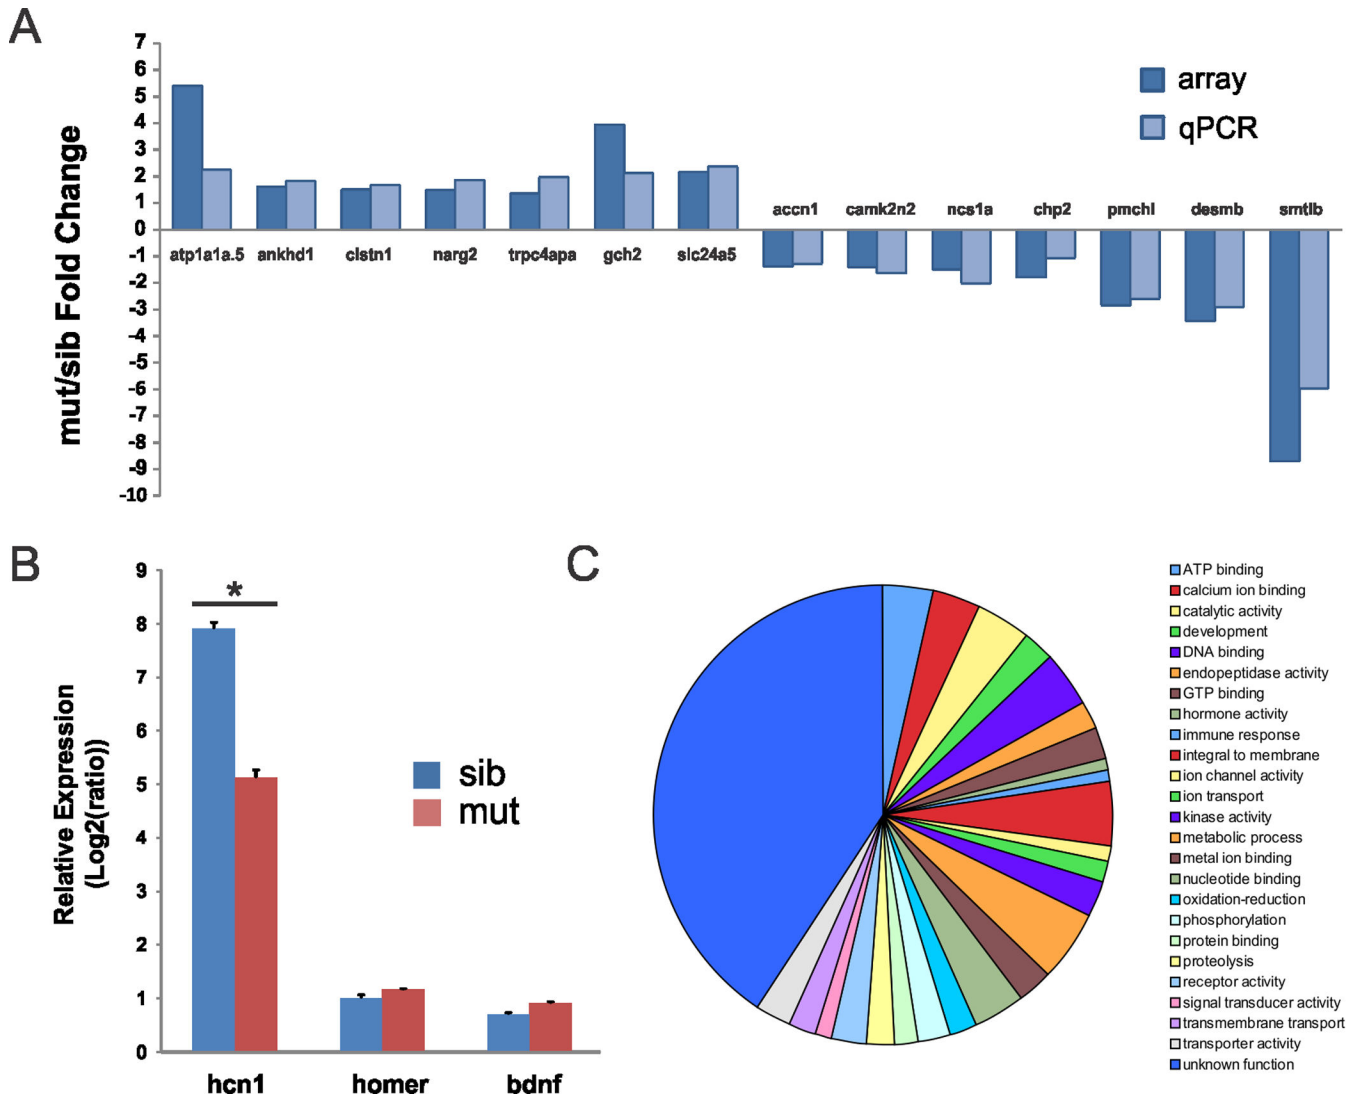 A
mut/sib Fold Change
7
6
5
4
3
2
1
0
-1
-2
-3
-4
-5
-6
-7
-8
-9
-10
array
qPCR
atp1a1a.5 ankhd1 clstn1 narg2 trpc4apa gch2 slc24a5
accn1 camk2n2 ncs1a chp2 pmchl desmb smtlb
B
Relative Expression
(Log2(ratio))
9
8
7
6
5
4
3
2
1
0
*
sib
mut
hcn1 homer bdnf
C
ATP binding
calcium ion binding
catalytic activity
development
DNA binding
endopeptidase activity
GTP binding
hormone activity
immune response
integral to membrane
ion channel activity
ion transport
kinase activity
metabolic process
metal ion binding
nucleotide binding
oxidation-reduction
phosphorylation
protein binding
proteolysis
receptor activity
signal transducer activity
transmembrane transport
transporter activity
unknown function